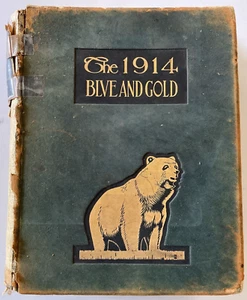 The 1914
BLVE AND GOLD